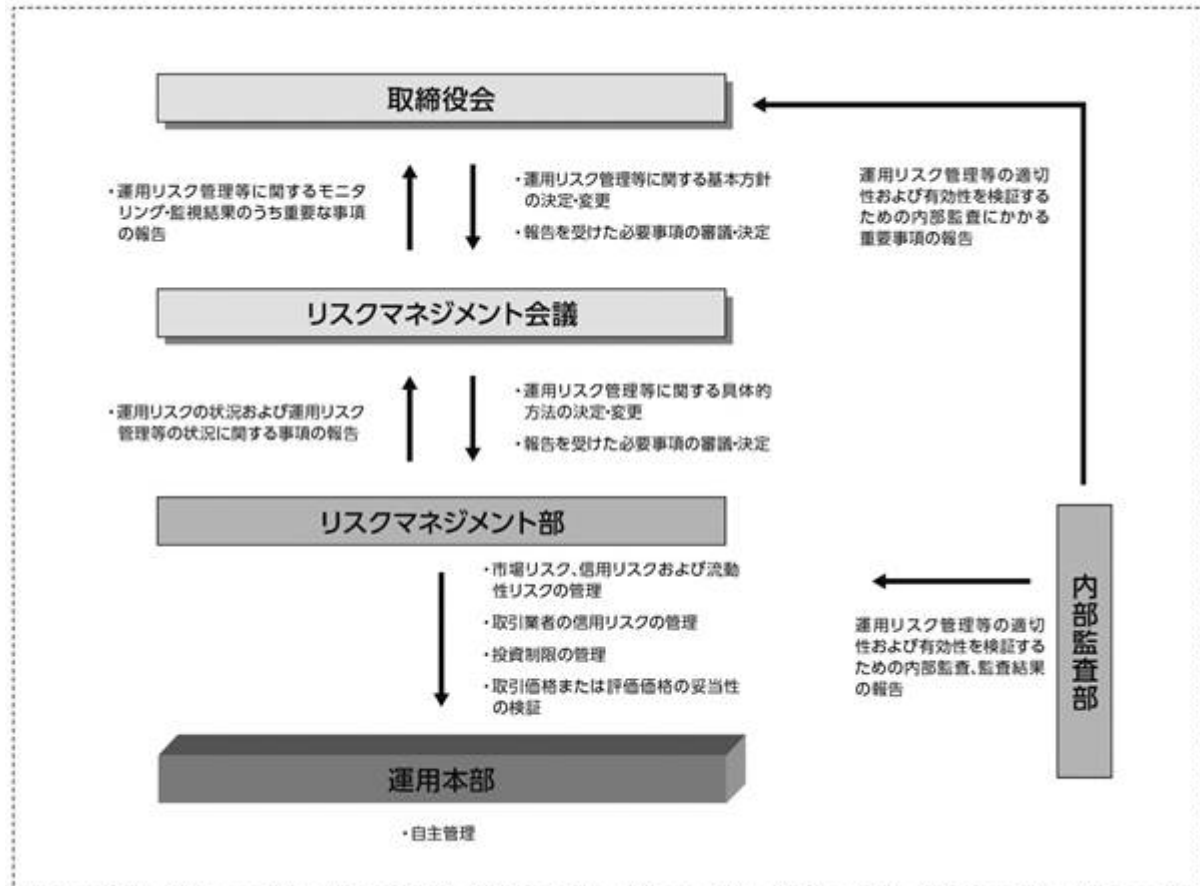 取締役会
・運用リスク管理等に関するモニタ
リング・監視結果のうち重要な事項
の報告
・運用リスク管理等に関する基本方針
の決定・変更
・報告を受けた必要事項の審議・決定
運用リスク管理等の適切
性および有効性を検証する
ための内部監査にかかる
重要事項の報告
リスクマネジメント会議
・運用リスクの状況および運用リスク
管理等の状況に関する事項の報告
・運用リスク管理等に関する具体的
方法の決定・変更
・報告を受けた必要事項の審議・決定
リスクマネジメント部
・市場リスク、信用リスクおよび流動
性リスクの管理
・取引業者の信用リスクの管理
・投資制限の管理
・取引価格または評価価格の妥当性
の検証
運用リスク管理等の適切
性および有効性を検証する
ための内部監査、監査結果
の報告
内部監査部
運用本部
・自主管理